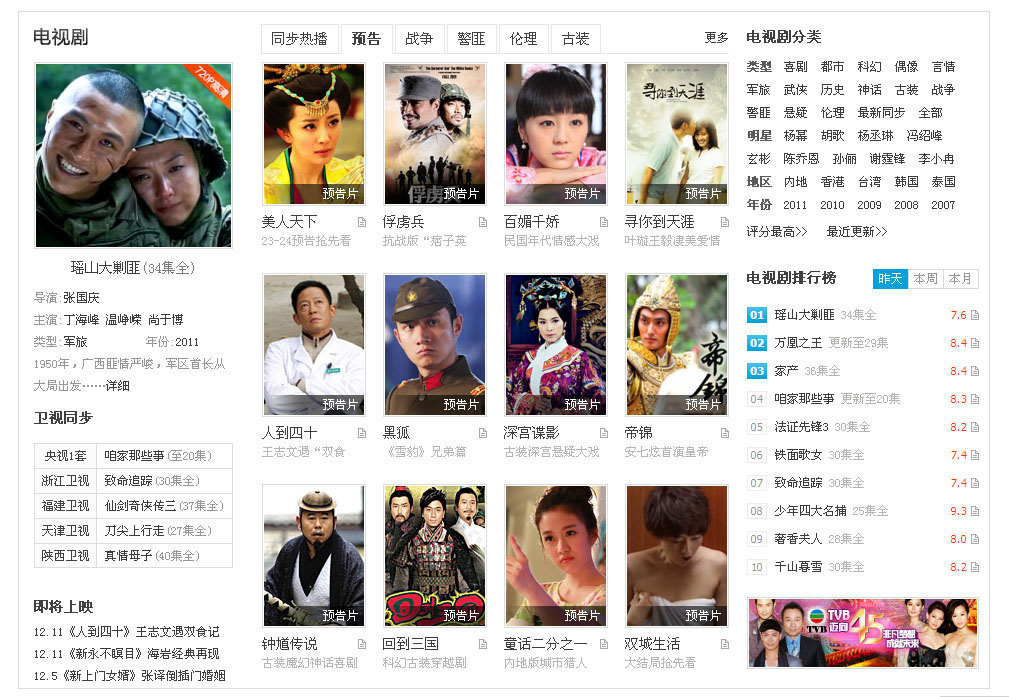 电视剧
720P高清
瑶山大剿匪(34集全)
导演:张国庆
主演:丁海峰 温峥嵘 尚于博
类型:军旅 年份:2011
1950年，广西匪情严峻，军区首长从
大局出发……详细
卫视同步
央视1套 咱家那些事(至20集)
浙江卫视 致命追踪(30集全)
福建卫视 仙剑奇侠传三(37集全)
天津卫视 刀尖上行走(27集全)
陕西卫视 真情母子(40集全)
即将上映
12.11《人到四十》王志文遇双食记
12.11《新永不瞑目》海岩经典再现
12.5《新上门女婿》张译倒插门婚姻
同步热播 预告 战争 警匪 伦理 古装 更多
预告片 预告片 寻你到天涯 预告片 预告片
美人天下 俘虏兵 百媚千娇 寻你到天涯
23-24预告抢先看 抗战版“痞子英 民国年代情感大戏 叶璇王毅虐美爱情
预告片 预告片 预告片 帝锦 预告片
人到四十 黑狐 深宫谍影 帝锦
王志文遇“双食 《雪豹》兄弟篇 古装深宫悬疑大戏 安七炫首演皇帝
预告片 预告片 预告片 预告片
钟馗传说 回到三国 童话二分之一 双城生活
古装魔幻神话喜剧 科幻古装穿越剧 内地版城市猎人 大结局抢先看
电视剧分类
类型 喜剧 都市 科幻 偶像 言情
军旅 武侠 历史 神话 古装 战争
警匪 悬疑 伦理 最新同步 全部
明星 杨幂 胡歌 杨丞琳 冯绍峰
玄彬 陈乔恩 孙俪 谢霆锋 李小冉
地区 内地 香港 台湾 韩国 泰国
年份 2011 2010 2009 2008 2007
评分最高>> 最近更新>>
电视剧排行榜 昨天 本周 本月
01 瑶山大剿匪 34集全 7.6
02 万凰之王 更新至29集 8.4
03 家产 36集全 8.4
04 咱家那些事 更新至20集 8.3
05 法证先锋3 30集全 8.2
06 铁面歌女 30集全 7.4
07 致命追踪 30集全 7.4
08 少年四大名捕 25集全 9.3
09 奢香夫人 28集全 8.0
10 千山暮雪 30集全 8.2
TVB
TVB 迈向 45 非凡梦想
成就未来